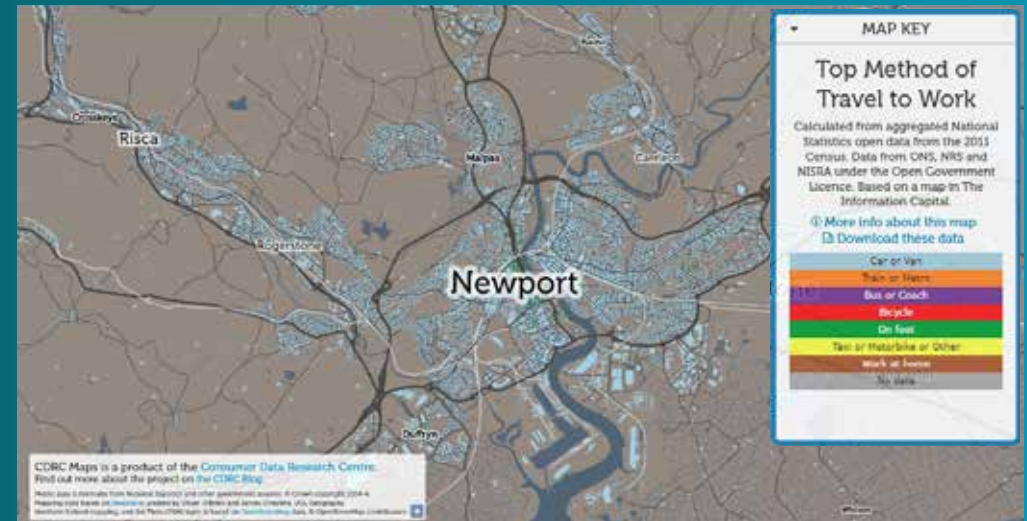 Crosskeys
Risca
Malpas
Caerleon
Rogerstone
Newport
Duffryn
MAP KEY
Top Method of
Travel to Work
Calculated from aggregated National
Statistics open data from the 2011
Census. Data from ONS, NRS and
NISRA under the Open Government
Licence. Based on a map in The
Information Capital.
More info about this map
Download these data
Car or Van
Train or Metro
Bus or Coach
Bicycle
On foot
Taxi or Motorbike or Other
Work at home
No data
CDRC Maps is a product of the Consumer Data Research Centre.
Find out more about the project on the CDRC Blog